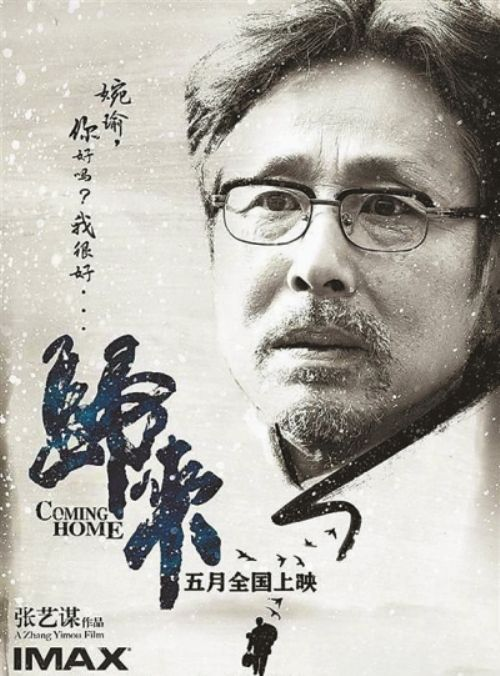 婉瑜，
你好吗？我很好...
歸来
COMING
HOME
五月全国上映
张艺谋作品
A Zhang Yimou Film
IMAX